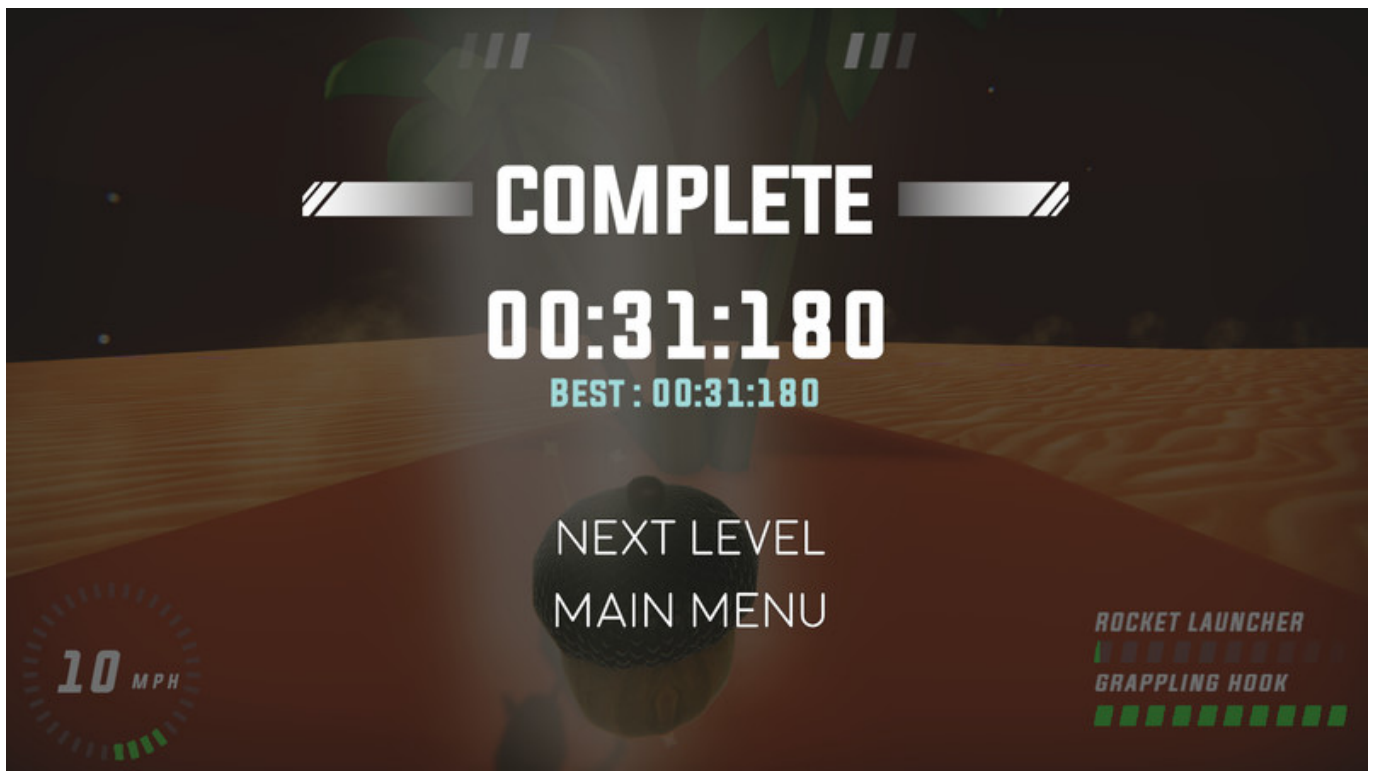 COMPLETE
00:31:180
BEST : 00:31:180
NEXT LEVEL
MAIN MENU
10 MPH
ROCKET LAUNCHER
GRAPPLING HOOK